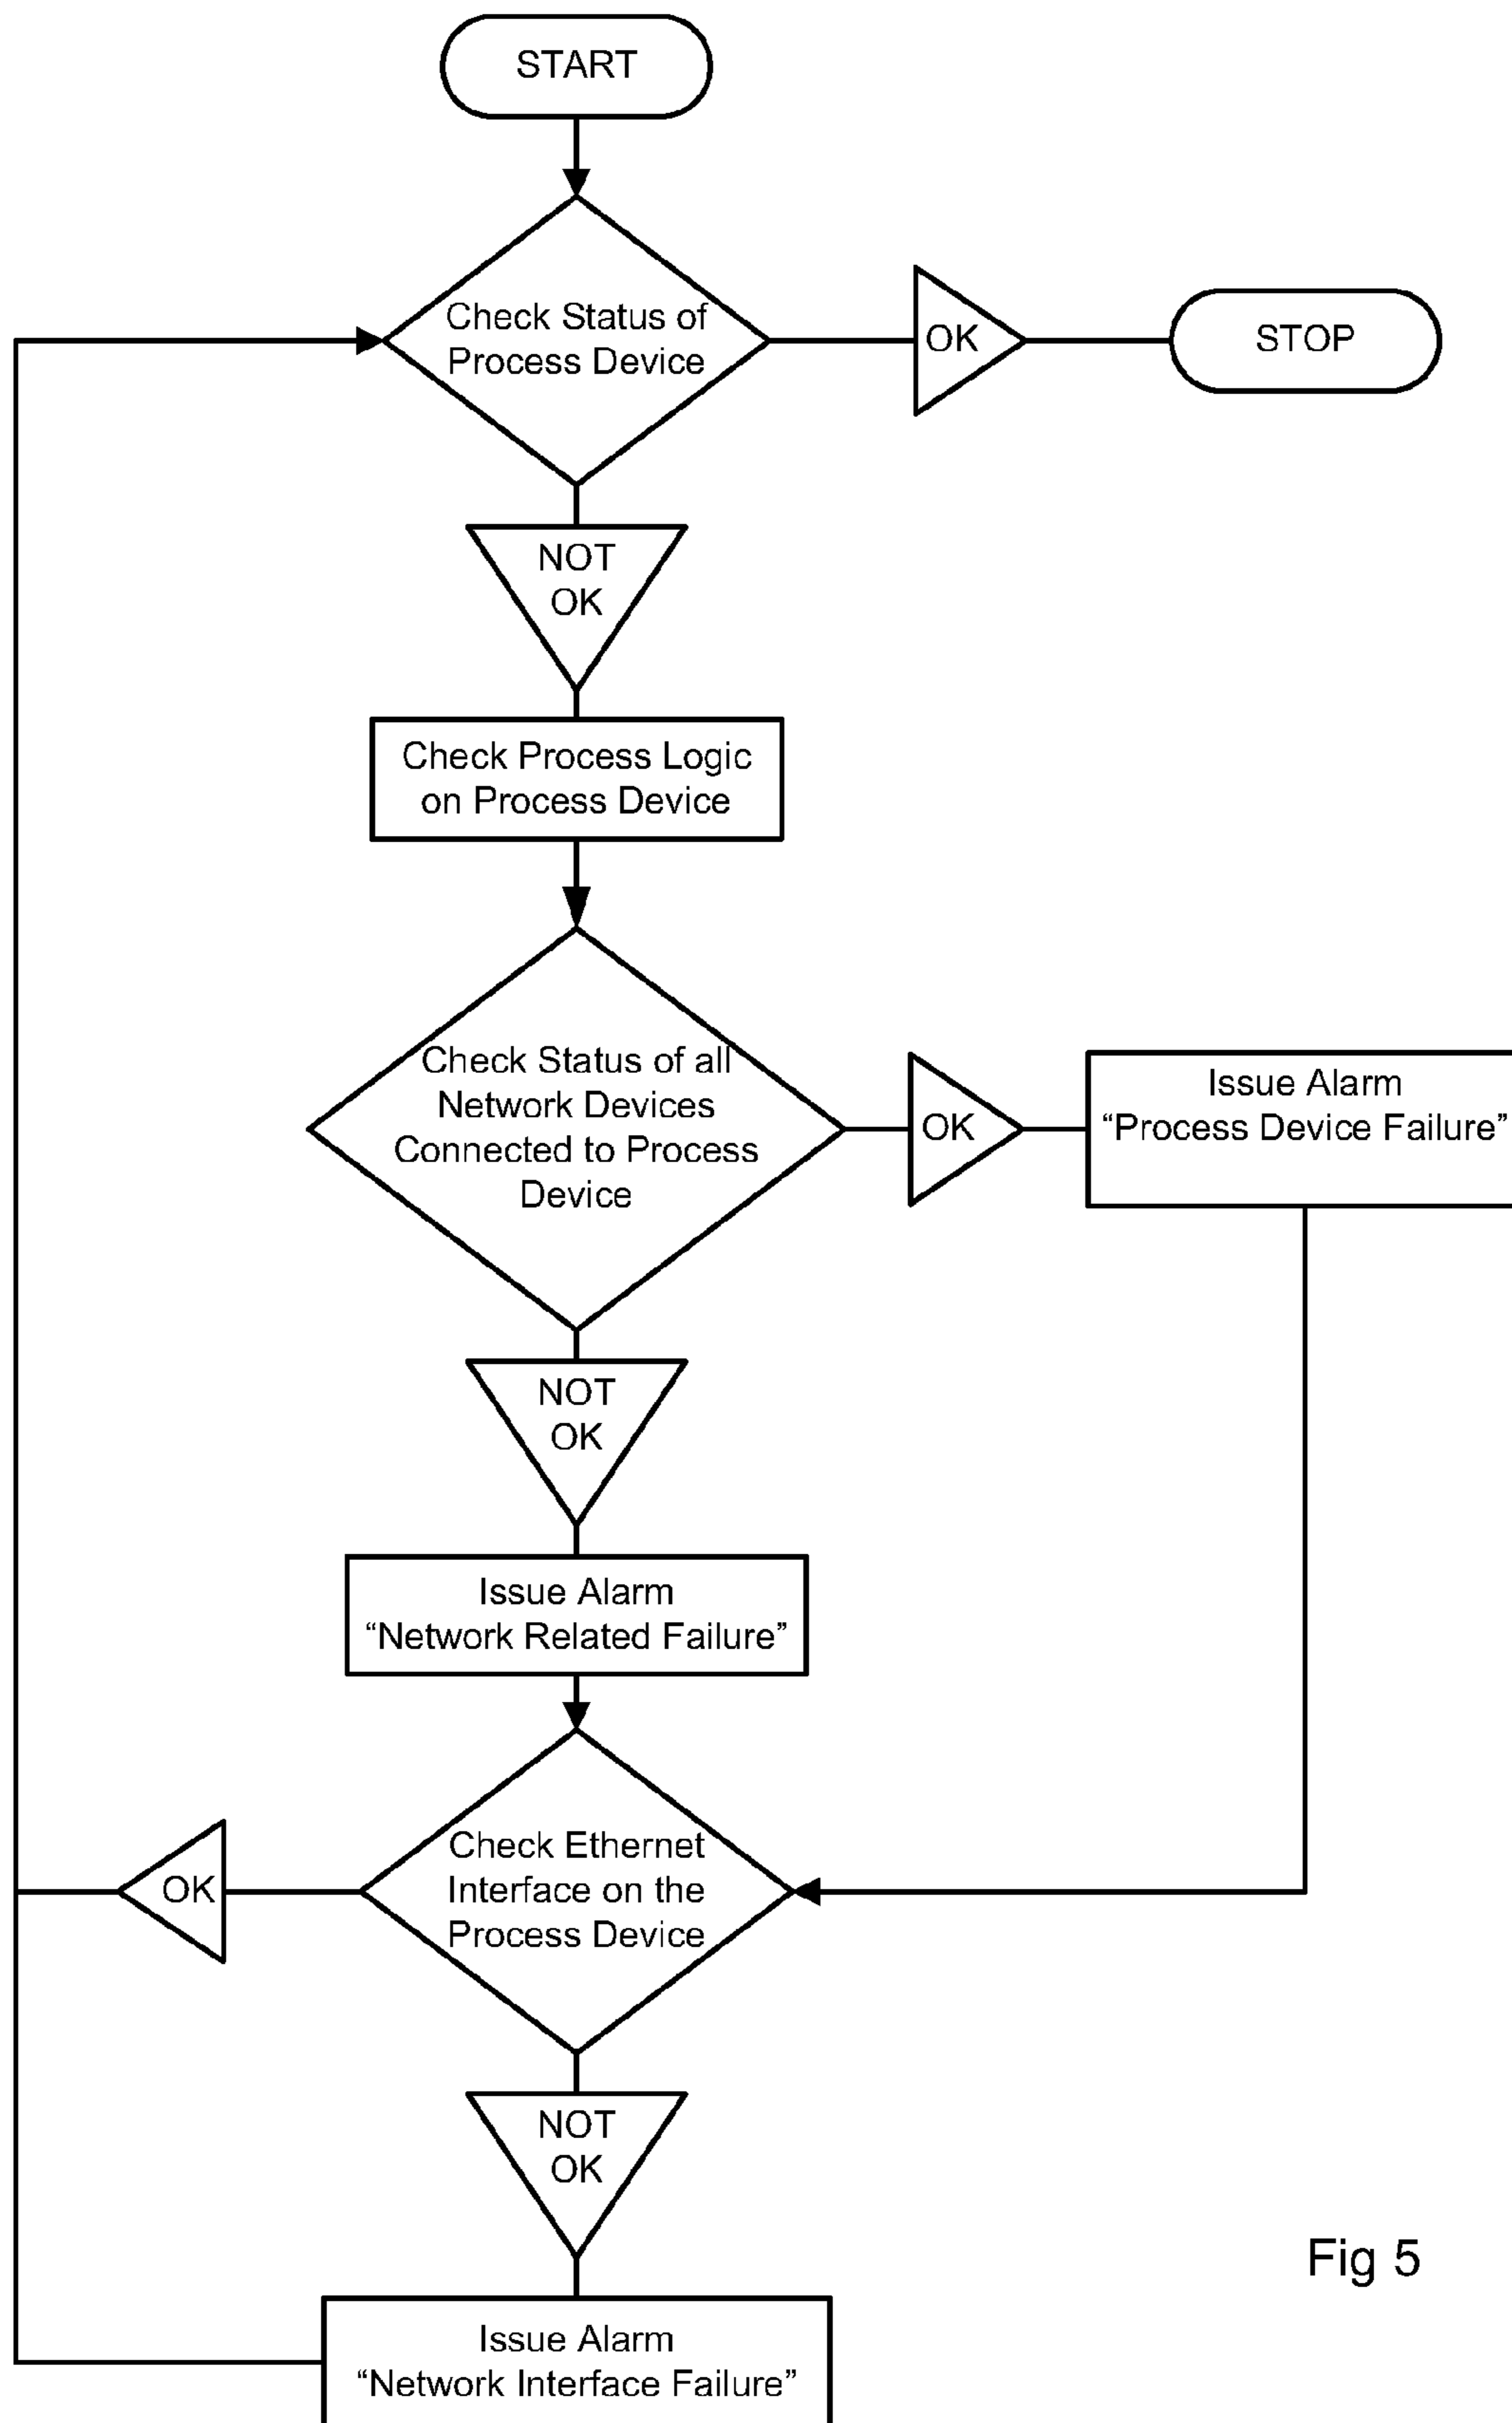 START
Check Status of
Process Device
OK
STOP
NOT
OK
Check Process Logic
on Process Device
Check Status of all
Network Devices
Connected to Process
Device
OK
Issue Alarm
“Process Device Failure”
NOT
OK
Issue Alarm
“Network Related Failure”
Check Ethernet
Interface on the
Process Device
OK
NOT
OK
Issue Alarm
“Network Interface Failure”
Fig 5